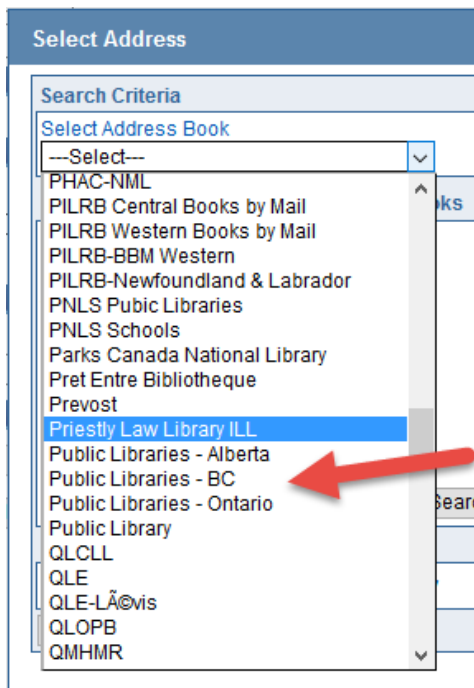 Select Address
Search Criteria
Select Address Book
---Select---
PHAC-NML
oks
PILRB Central Books by Mail
PILRB Western Books by Mail
PILRB-BBM Western
PILRB-Newfoundland & Labrador
PNLS Pubic Libraries
PNLS Schools
Parks Canada National Library
Pret Entre Bibliotheque
Prevost
Priestly Law Library ILL
Public Libraries - Alberta
Public Libraries - BC
Public Libraries - Ontario
Sear
Public Library
QLCLL
QLE
QLE-LÃ©vis
QLOPB
QMHMR